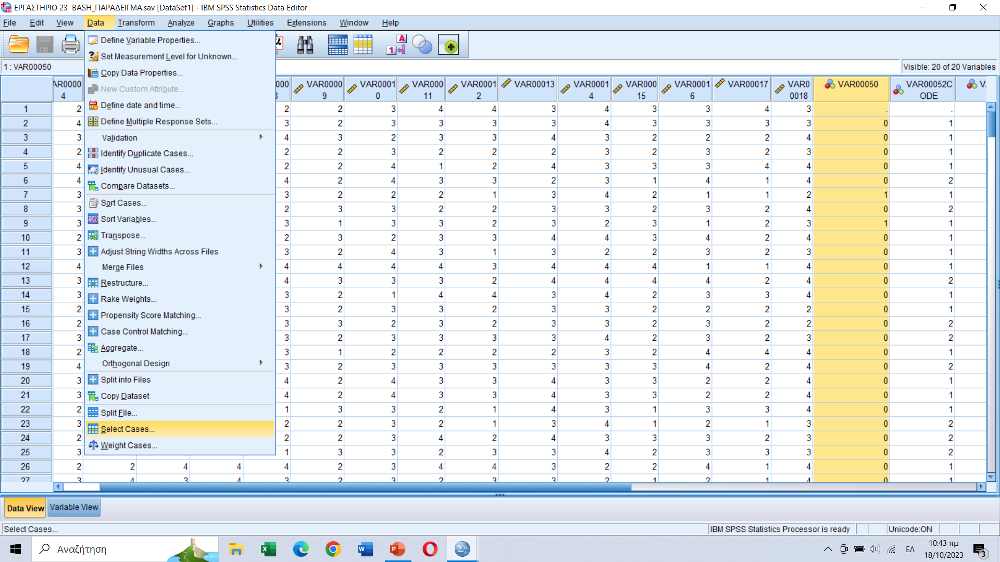 ΕΡΓΑΣΤΗΡΙΟ 23 BASH_ΠΑΡΑΔΕΙΓΜΑ.sav [DataSet1] - IBM SPSS Statistics Data Editor
File Edit View Data Transform Analyze Graphs Utilities Extensions Window Help
1 : VAR00050
Visible: 20 of 20 Variables
Define Variable Properties...
Set Measurement Level for Unknown...
Copy Data Properties...
New Custom Attribute...
Define date and time...
Define Multiple Response Sets...
Validation
Identify Duplicate Cases...
Identify Unusual Cases...
Compare Datasets...
Sort Cases...
Sort Variables...
Transpose...
Adjust String Widths Across Files
Merge Files
Restructure...
Rake Weights...
Propensity Score Matching...
Case Control Matching...
Aggregate...
Orthogonal Design
Split into Files
Copy Dataset
Split File...
Select Cases...
Weight Cases...
AR00004 VAR00009 VAR00010 VAR00011 VAR00012 VAR00013 VAR00014 VAR00015 VAR00016 VAR00017 VAR00018 VAR00050 VAR00052CODE
1 2 2 2 3 4 4 3 4 3 3 4 3 . .
2 4 3 2 3 3 3 3 4 3 3 3 3 0 1
3 3 4 3 2 3 3 4 3 2 2 2 4 0 1
4 2 2 2 3 2 2 2 3 2 3 2 3 0 1
5 4 2 2 4 1 2 4 3 3 3 4 4 0 1
6 4 4 2 4 3 3 2 3 1 4 1 4 0 2
7 3 3 2 2 2 1 3 4 2 1 1 2 1 1
8 3 2 3 3 2 2 3 3 2 3 2 4 0 2
9 3 3 1 3 3 2 3 2 3 1 2 3 1 1
10 2 2 3 2 3 3 4 4 3 4 2 4 0 1
11 3 3 2 4 3 1 3 2 2 3 2 3 0 1
12 4 4 4 4 4 3 4 4 4 1 1 4 0 1
13 3 4 3 3 3 2 4 4 4 4 2 4 0 2
14 3 3 2 1 4 4 3 4 2 3 3 4 0 1
15 2 3 2 3 3 2 3 3 2 2 2 2 0 1
16 2 3 3 2 3 2 3 3 2 3 2 2 0 2
17 3 3 2 3 3 3 3 4 2 3 2 3 0 2
18 2 3 1 2 2 2 2 3 2 4 4 4 0 1
19 4 3 2 3 3 3 3 3 3 4 2 4 0 2
20 3 4 2 4 3 3 4 3 3 2 2 4 0 1
21 3 4 2 4 3 3 4 3 3 2 2 4 0 1
22 2 1 3 3 2 1 4 3 1 3 3 4 0 1
23 3 2 2 3 2 1 3 4 1 2 1 3 0 2
24 2 2 2 3 4 2 4 3 3 3 2 3 0 2
25 3 1 3 3 2 3 3 4 2 3 3 3 0 2
26 2 2 4 4 4 2 3 4 4 3 2 2 4 1 4 0 1
27 3 4 3 4 3 2 3 2 3 3 2 1 2 1 4 0 1
Data View Variable View
Select Cases...
IBM SPSS Statistics Processor is ready
Unicode:ON
Αναζήτηση
ΕΛ
10:43 πμ
18/10/2023
3